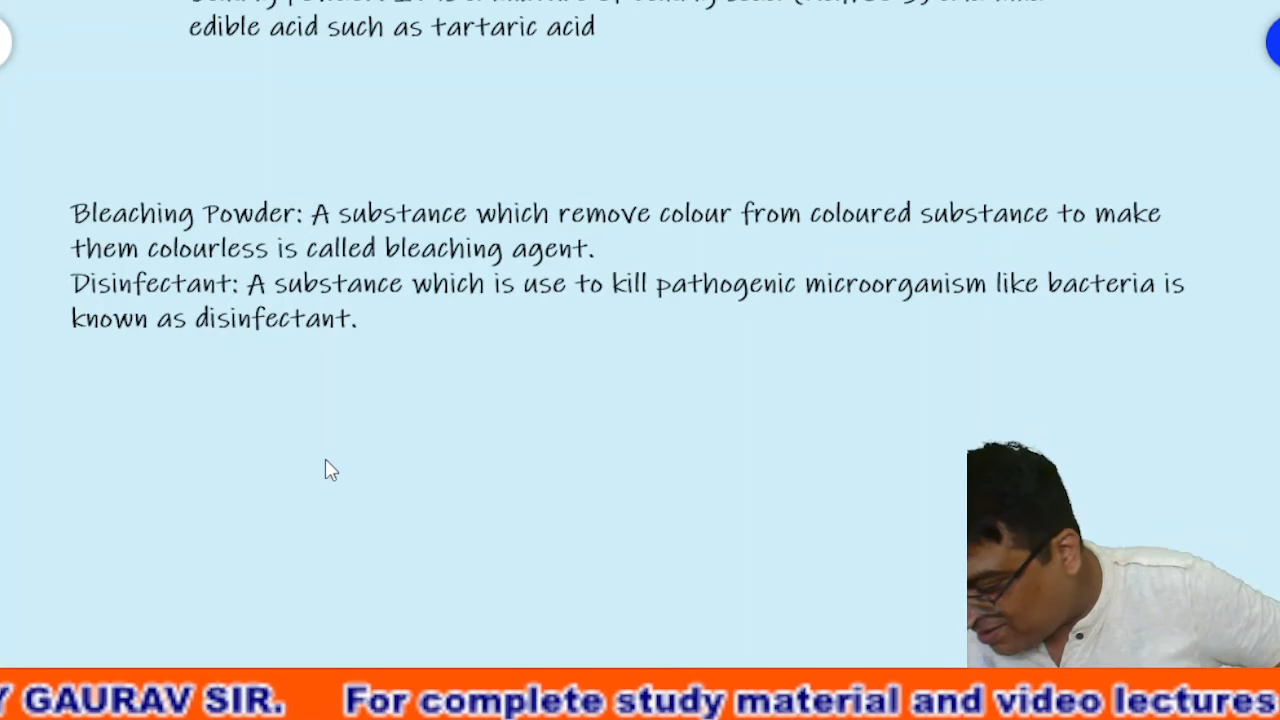 edible acid such as tartaric acid
Bleaching Powder: A substance which remove colour from coloured substance to make
them colourless is called bleaching agent.
Disinfectant: A substance which is use to kill pathogenic microorganism like bacteria is
known as disinfectant.
Y GAURAV SIR. For complete study material and video lectures